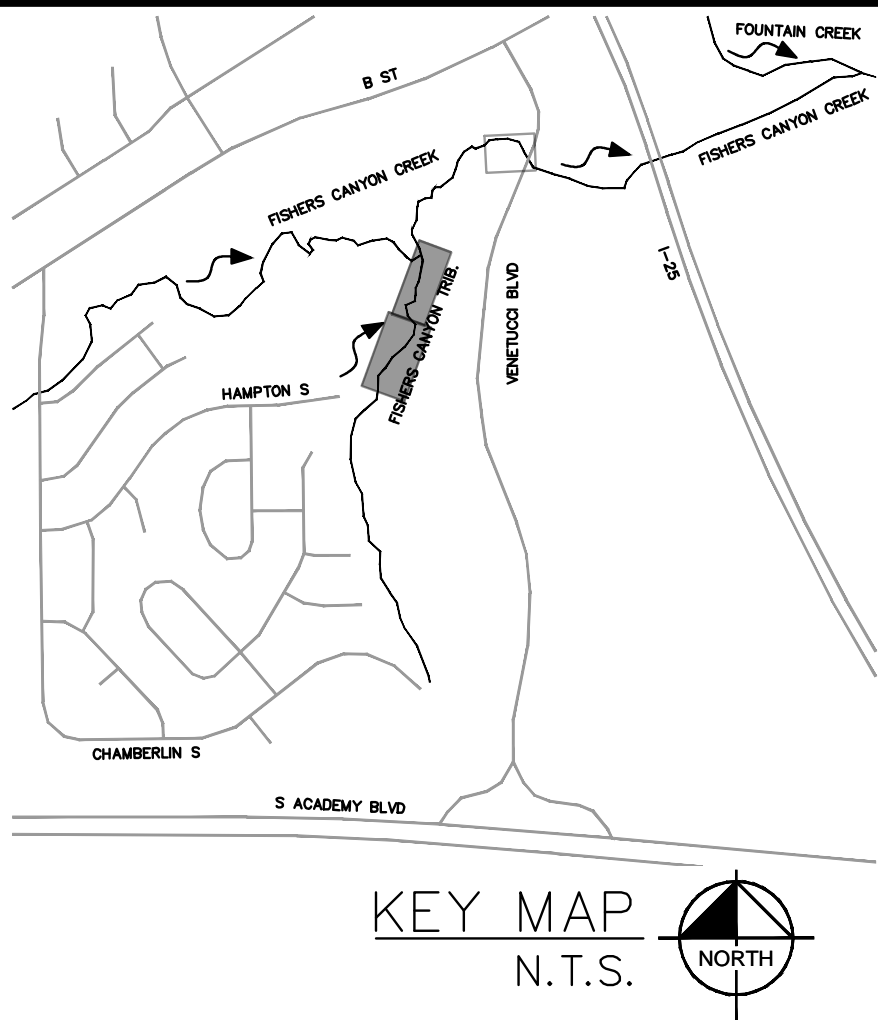 FOUNTAIN CREEK
B ST
FISHERS CANYON CREEK
FISHERS CANYON CREEK
I-25
FISHERS CANYON TRIB.
VENETUCCI BLVD
HAMPTON S
CHAMBERLIN S
S ACADEMY BLVD
KEY MAP
N.T.S.
NORTH